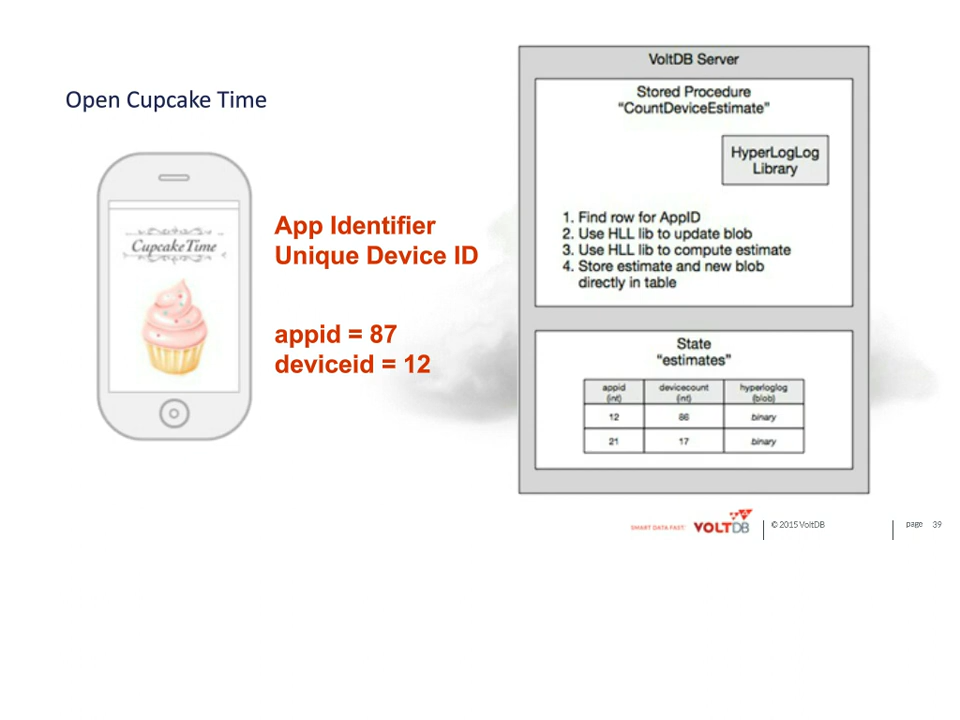 Open Cupcake Time
Cupcake Time
App Identifier
Unique Device ID
appid = 87
deviceid = 12
VoltDB Server
Stored Procedure
“CountDeviceEstimate”
HyperLogLog
Library
1. Find row for AppID
2. Use HLL lib to update blob
3. Use HLL lib to compute estimate
4. Store estimate and new blob
directly in table
State
“estimates”
appid devicecount hyperloglog
(int) (int) (blob)
12 86 binary
21 17 binary
SMART DATA FAST VOLTDB © 2015 VoltDB page 39